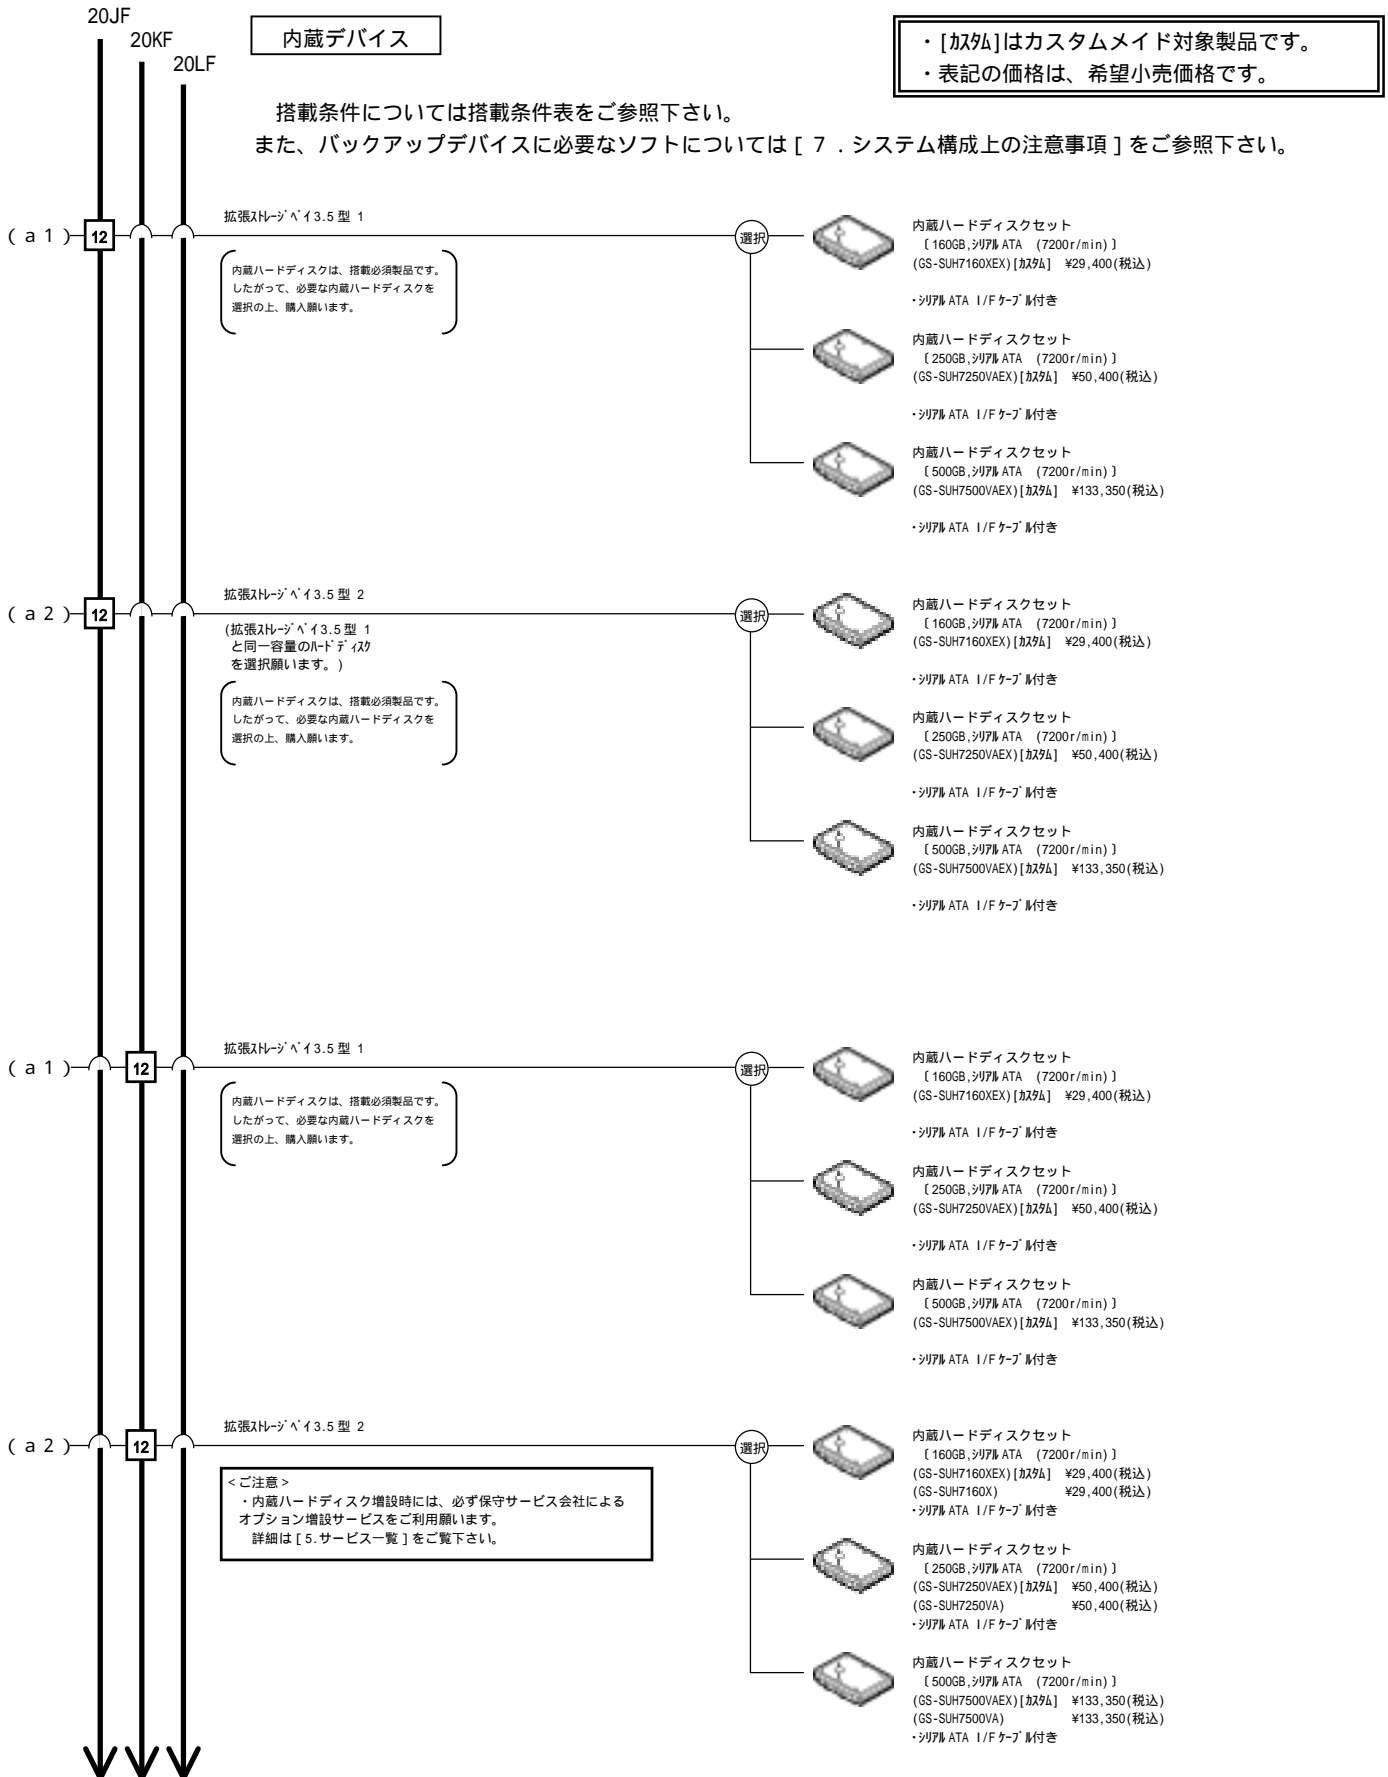 20JF
20KF
20LF
内蔵デバイス
・[ｶｽﾀﾑ]はカスタムメイド対象製品です。
・表記の価格は、希望小売価格です。
搭載条件については搭載条件表をご参照下さい。
また、バックアップデバイスに必要なソフトについては [ ７．システム構成上の注意事項 ] をご参照下さい。
(ａ１)
12
拡張ｽﾄﾚｰｼﾞﾍﾞｲ3.5型 1
内蔵ハードディスクは、搭載必須製品です。
したがって、必要な内蔵ハードディスクを
選択の上、購入願います。
選択
内蔵ハードディスクセット
〔160GB,ｼﾘｱﾙATA (7200r/min)〕
(GS-SUH7160XEX)[ｶｽﾀﾑ] ¥29,400(税込)
・ｼﾘｱﾙATA I/Fｹｰﾌﾞﾙ付き
内蔵ハードディスクセット
〔250GB,ｼﾘｱﾙATA (7200r/min)〕
(GS-SUH7250VAEX)[ｶｽﾀﾑ] ¥50,400(税込)
・ｼﾘｱﾙATA I/Fｹｰﾌﾞﾙ付き
内蔵ハードディスクセット
〔500GB,ｼﾘｱﾙATA (7200r/min)〕
(GS-SUH7500VAEX)[ｶｽﾀﾑ] ¥133,350(税込)
・ｼﾘｱﾙATA I/Fｹｰﾌﾞﾙ付き
(ａ２)
12
拡張ｽﾄﾚｰｼﾞﾍﾞｲ3.5型 2
(拡張ｽﾄﾚｰｼﾞﾍﾞｲ3.5型 1
と同一容量のﾊｰﾄﾞﾃﾞｨｽｸ
を選択願います。)
内蔵ハードディスクは、搭載必須製品です。
したがって、必要な内蔵ハードディスクを
選択の上、購入願います。
選択
内蔵ハードディスクセット
〔160GB,ｼﾘｱﾙATA (7200r/min)〕
(GS-SUH7160XEX)[ｶｽﾀﾑ] ¥29,400(税込)
・ｼﾘｱﾙATA I/Fｹｰﾌﾞﾙ付き
内蔵ハードディスクセット
〔250GB,ｼﾘｱﾙATA (7200r/min)〕
(GS-SUH7250VAEX)[ｶｽﾀﾑ] ¥50,400(税込)
・ｼﾘｱﾙATA I/Fｹｰﾌﾞﾙ付き
内蔵ハードディスクセット
〔500GB,ｼﾘｱﾙATA (7200r/min)〕
(GS-SUH7500VAEX)[ｶｽﾀﾑ] ¥133,350(税込)
・ｼﾘｱﾙATA I/Fｹｰﾌﾞﾙ付き
(ａ１)
12
拡張ｽﾄﾚｰｼﾞﾍﾞｲ3.5型 1
内蔵ハードディスクは、搭載必須製品です。
したがって、必要な内蔵ハードディスクを
選択の上、購入願います。
選択
内蔵ハードディスクセット
〔160GB,ｼﾘｱﾙATA (7200r/min)〕
(GS-SUH7160XEX)[ｶｽﾀﾑ] ¥29,400(税込)
・ｼﾘｱﾙATA I/Fｹｰﾌﾞﾙ付き
内蔵ハードディスクセット
〔250GB,ｼﾘｱﾙATA (7200r/min)〕
(GS-SUH7250VAEX)[ｶｽﾀﾑ] ¥50,400(税込)
・ｼﾘｱﾙATA I/Fｹｰﾌﾞﾙ付き
内蔵ハードディスクセット
〔500GB,ｼﾘｱﾙATA (7200r/min)〕
(GS-SUH7500VAEX)[ｶｽﾀﾑ] ¥133,350(税込)
・ｼﾘｱﾙATA I/Fｹｰﾌﾞﾙ付き
(ａ２)
12
拡張ｽﾄﾚｰｼﾞﾍﾞｲ3.5型 2
＜ご注意＞
・内蔵ハードディスク増設時には、必ず保守サービス会社による
オプション増設サービスをご利用願います。
詳細は [ 5.サービス一覧 ] をご覧下さい。
選択
内蔵ハードディスクセット
〔160GB,ｼﾘｱﾙATA (7200r/min)〕
(GS-SUH7160XEX)[ｶｽﾀﾑ] ¥29,400(税込)
(GS-SUH7160X) ¥29,400(税込)
・ｼﾘｱﾙATA I/Fｹｰﾌﾞﾙ付き
内蔵ハードディスクセット
〔250GB,ｼﾘｱﾙATA (7200r/min)〕
(GS-SUH7250VAEX)[ｶｽﾀﾑ] ¥50,400(税込)
(GS-SUH7250VA) ¥50,400(税込)
・ｼﾘｱﾙATA I/Fｹｰﾌﾞﾙ付き
内蔵ハードディスクセット
〔500GB,ｼﾘｱﾙATA (7200r/min)〕
(GS-SUH7500VAEX)[ｶｽﾀﾑ] ¥133,350(税込)
(GS-SUH7500VA) ¥133,350(税込)
・ｼﾘｱﾙATA I/Fｹｰﾌﾞﾙ付き